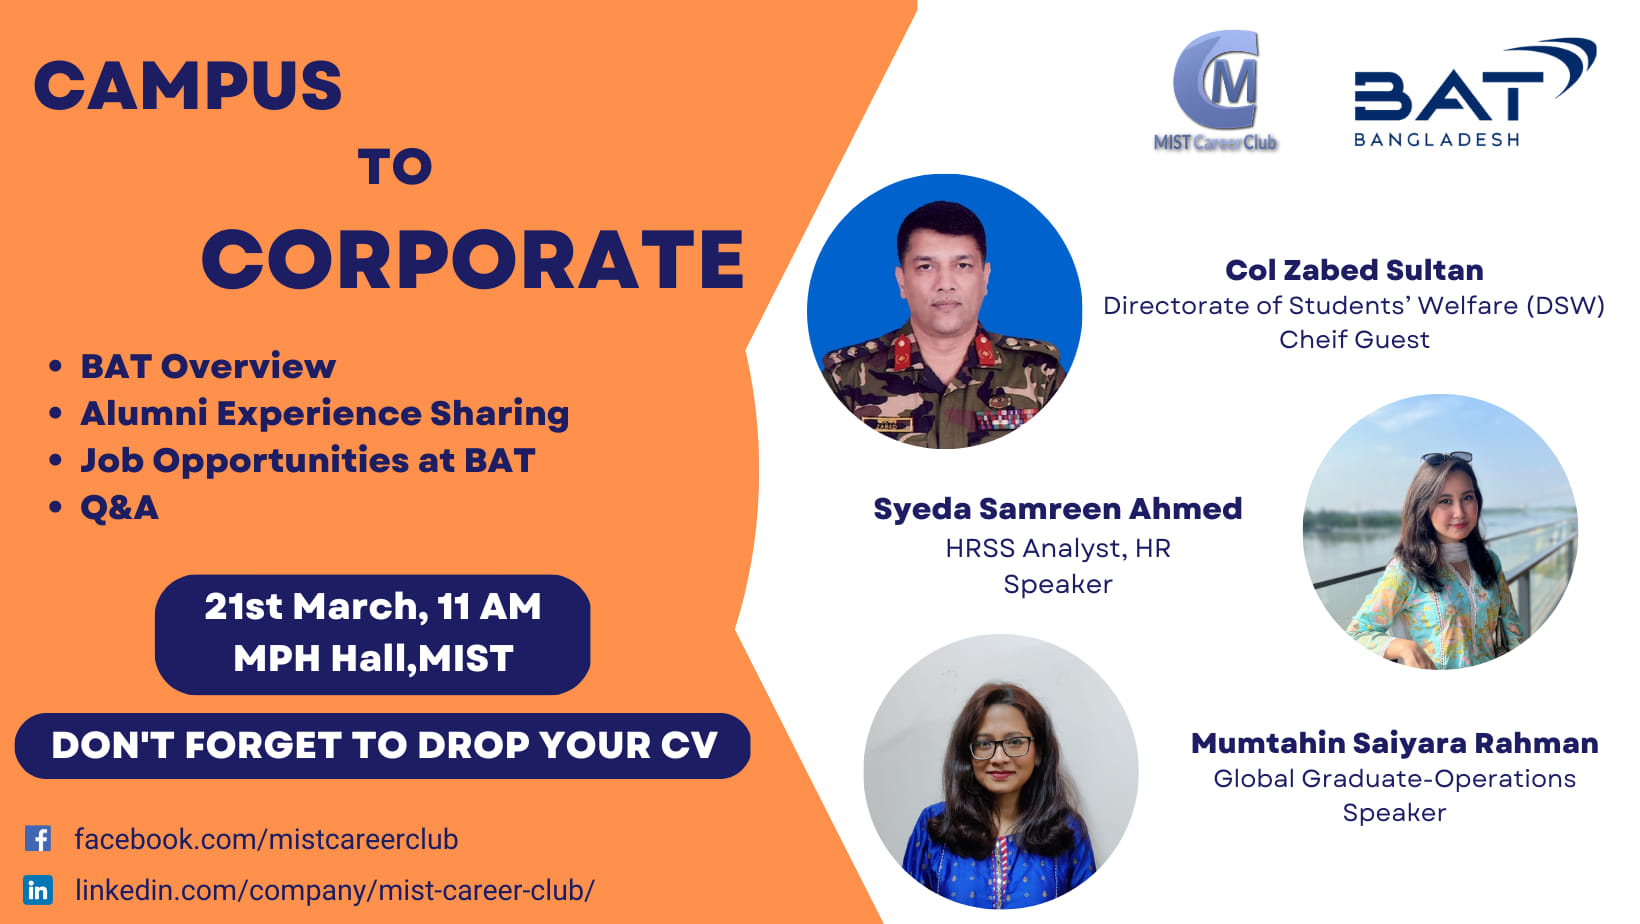 CAMPUS
TO
CORPORATE
• BAT Overview
• Alumni Experience Sharing
• Job Opportunities at BAT
• Q&A
21st March, 11 AM
MPH Hall,MIST
DON'T FORGET TO DROP YOUR CV
facebook.com/mistcareerclub
linkedin.com/company/mist-career-club/
CM
MIST Career Club
BAT
BANGLADESH
Col Zabed Sultan
Directorate of Students’ Welfare (DSW)
Cheif Guest
Syeda Samreen Ahmed
HRSS Analyst, HR
Speaker
Mumtahin Saiyara Rahman
Global Graduate-Operations
Speaker